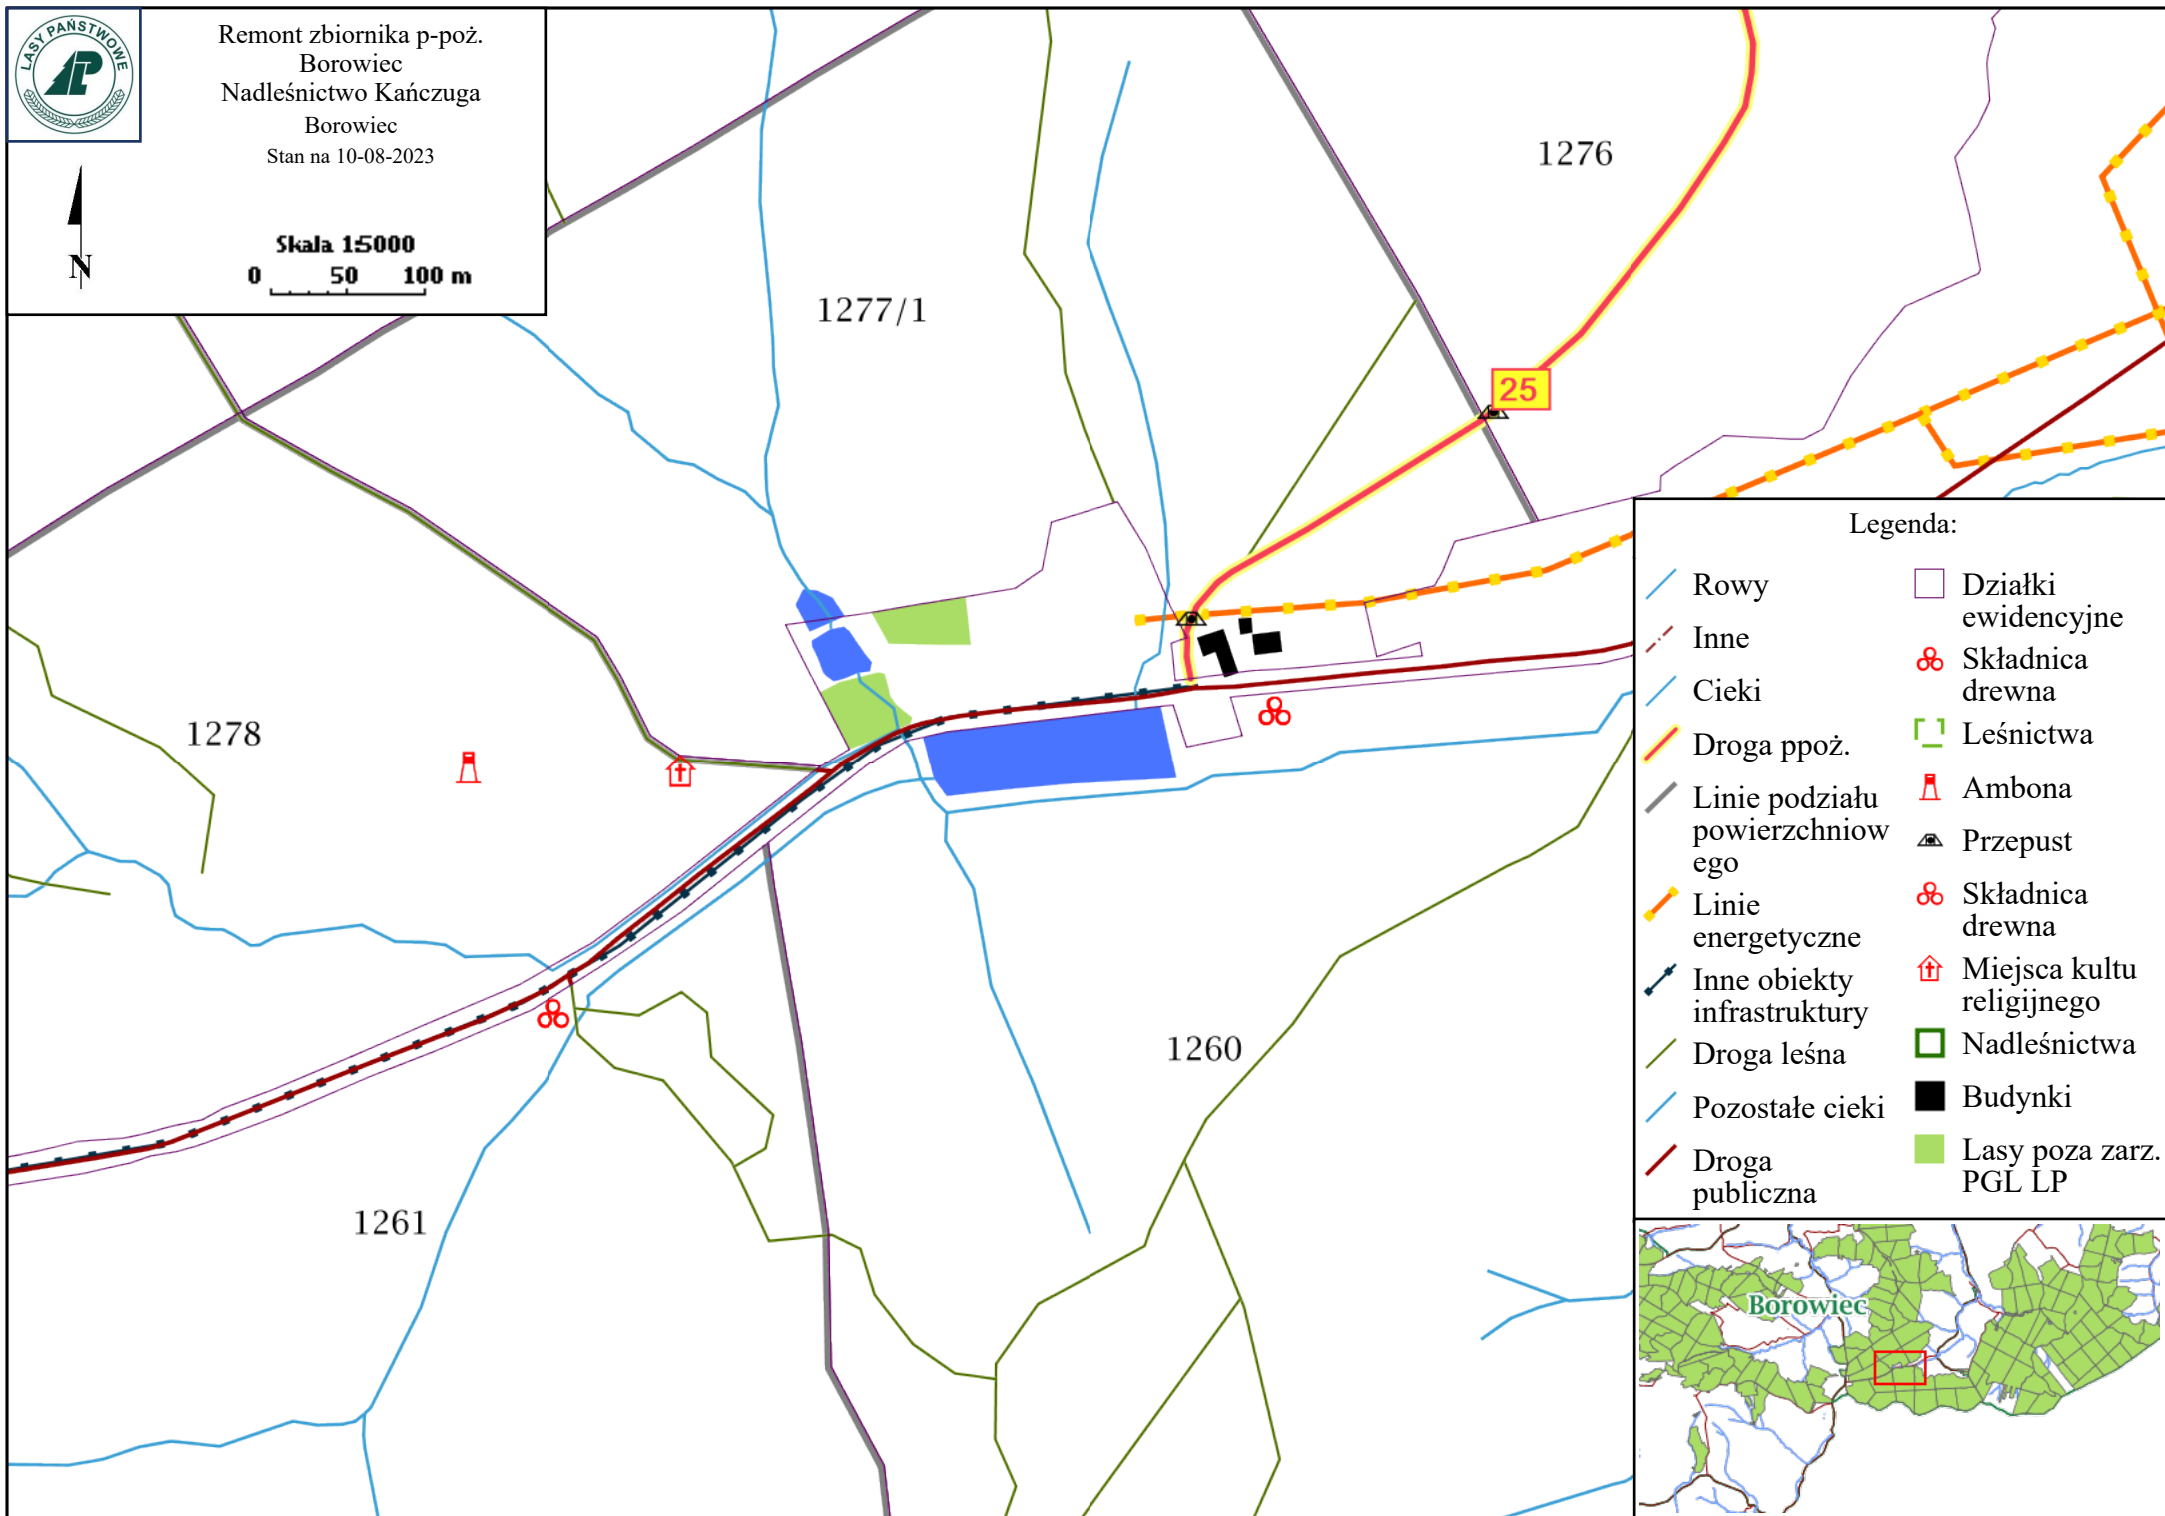 LASY PAŃSTWOWE
LP
Remont zbiornika p-poż.
Borowiec
Nadleśnictwo Kańczuga
Borowiec
Stan na 10-08-2023
N
Skala 1:5000
0 50 100 m
1276
1277/1
25
1278
1260
1261
Legenda:
Rowy
Inne
Cieki
Droga ppoż.
Linie podziału
powierzchniow
ego
Linie
energetyczne
Inne obiekty
infrastruktury
Droga leśna
Pozostałe cieki
Droga
publiczna
Działki
ewidencyjne
Składnica
drewna
Leśnictwa
Ambona
Przepust
Składnica
drewna
Miejsca kultu
religijnego
Nadleśnictwa
Budynki
Lasy poza zarz.
PGL LP
Borowiec